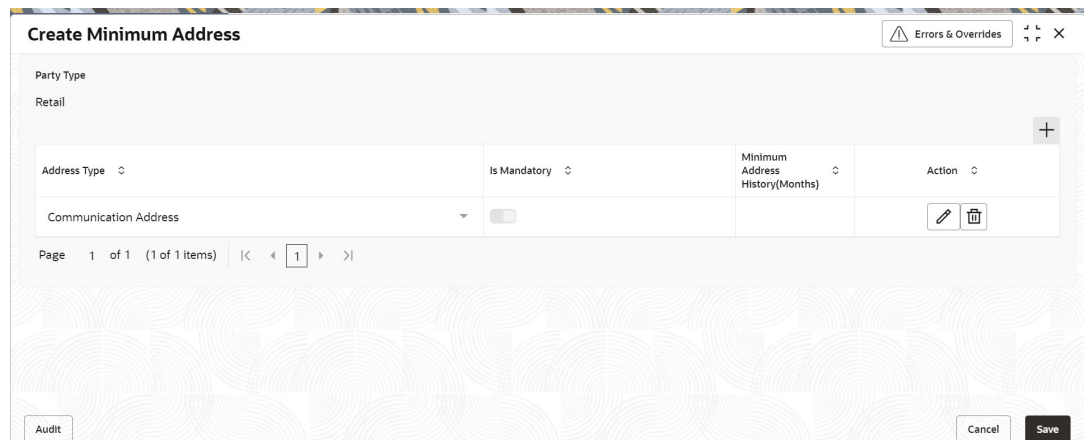 Create Minimum Address
Errors & Overrides
Party Type
Retail
Address Type
Is Mandatory
Minimum
Address
History(Months)
Action
Communication Address
Page 1 of 1 (1 of 1 items) 1
Audit
Cancel
Save